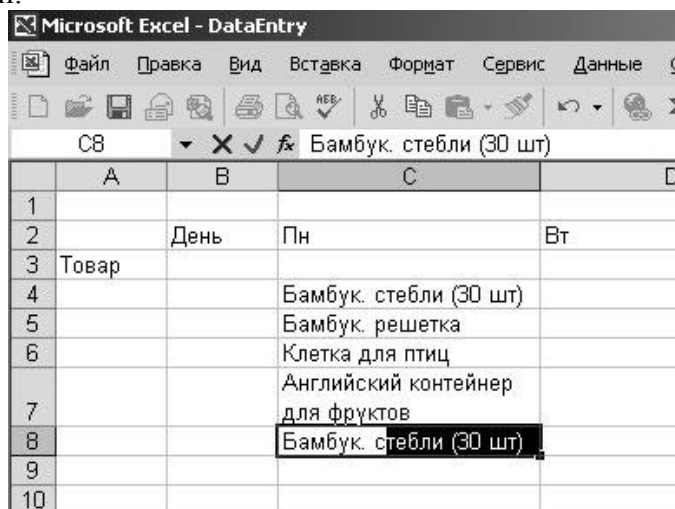 Microsoft Excel - DataEntry
Файл Правка Вид Вставка Формат Сервис Данные
C8 fx Бамбук. стебли (30 шт)
A B C D
1
2 День Пн Вт
3 Товар
4 Бамбук. стебли (30 шт)
5 Бамбук. решетка
6 Клетка для птиц
Английский контейнер
7 для фруктов
8 Бамбук. стебли (30 шт)
9
10